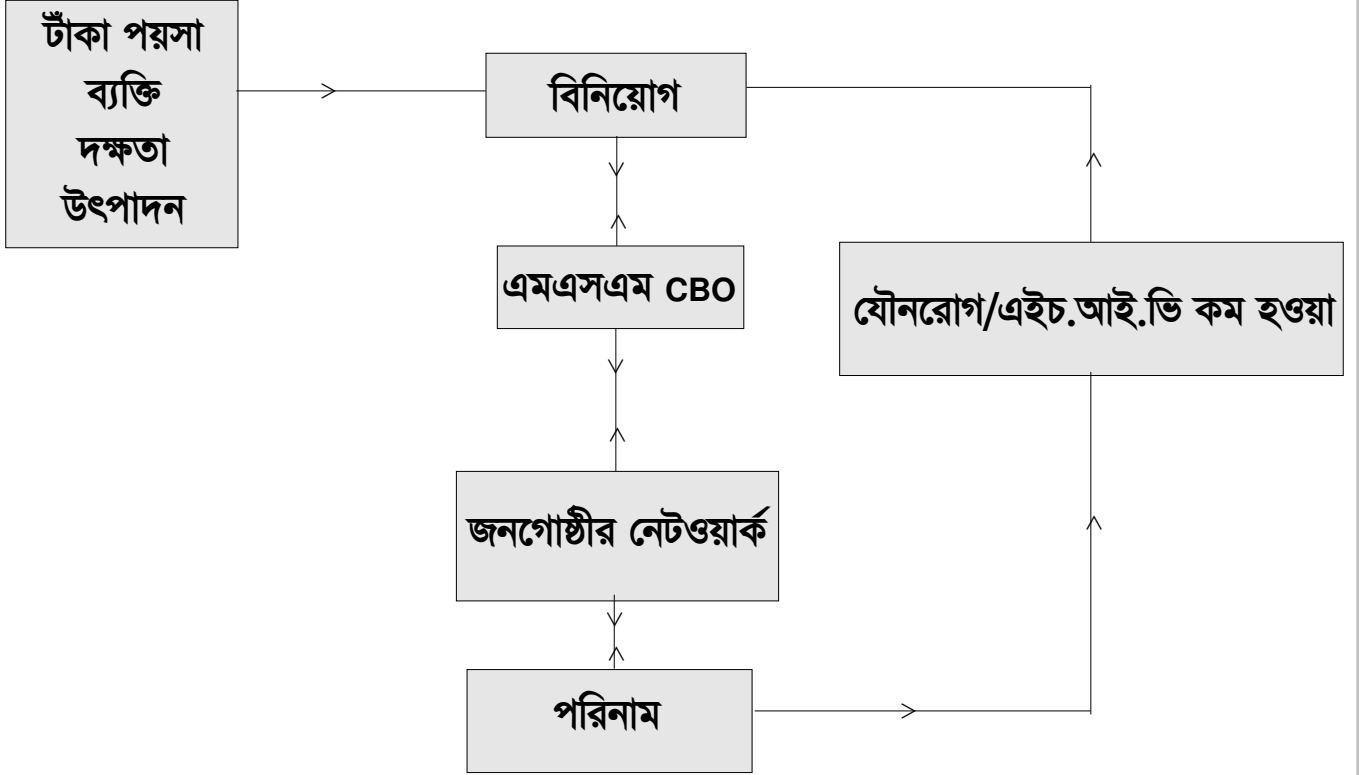 টাঁকা পয়সা
ব্যক্তি
দক্ষতা
উৎপাদন
বিনিয়োগ
এমএসএম CBO
যৌনরোগ/এইচ.আই.ভি কম হওয়া
জনগোষ্ঠীর নেটওয়ার্ক
পরিনাম